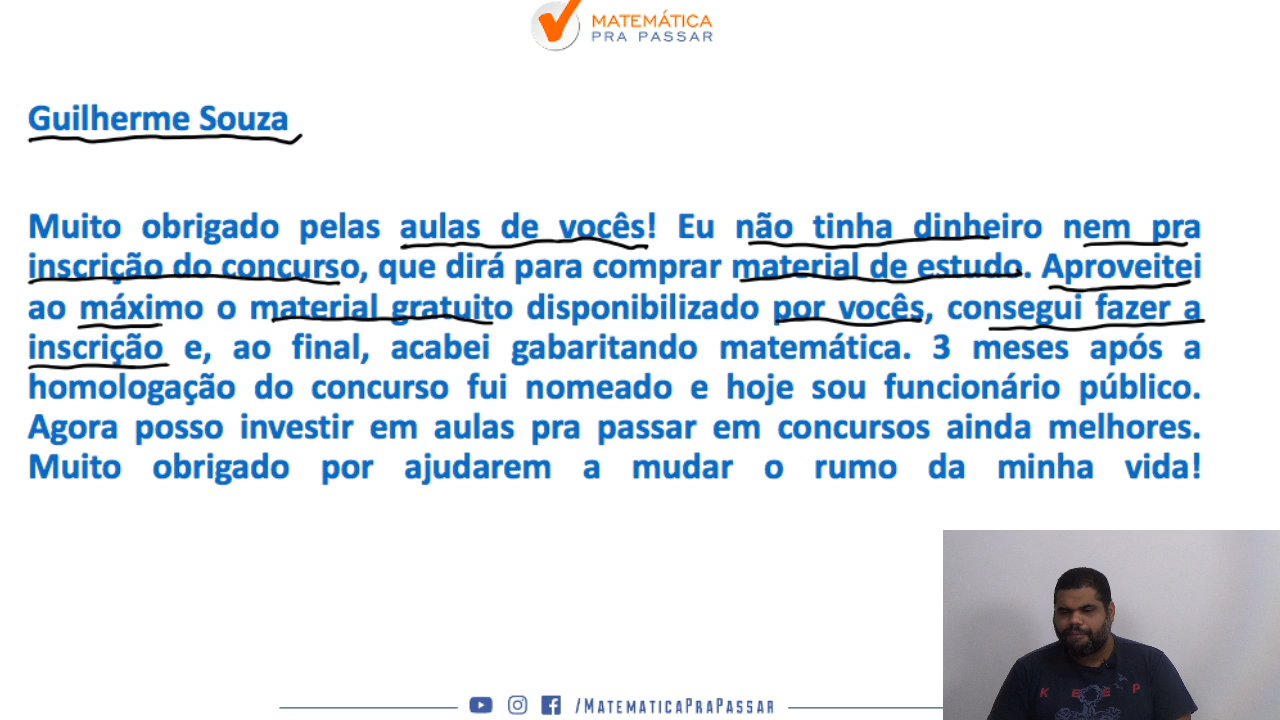 MATEMÁTICA
PRA PASSAR
Guilherme Souza
Muito obrigado pelas aulas de vocês! Eu não tinha dinheiro nem pra
inscrição do concurso, que dirá para comprar material de estudo. Aproveitei
ao máximo o material gratuito disponibilizado por vocês, consegui fazer a
inscrição e, ao final, acabei gabaritando matemática. 3 meses após a
homologação do concurso fui nomeado e hoje sou funcionário público.
Agora posso investir em aulas pra passar em concursos ainda melhores.
Muito obrigado por ajudarem a mudar o rumo da minha vida!
K E E P
/MatematicaPraPassar